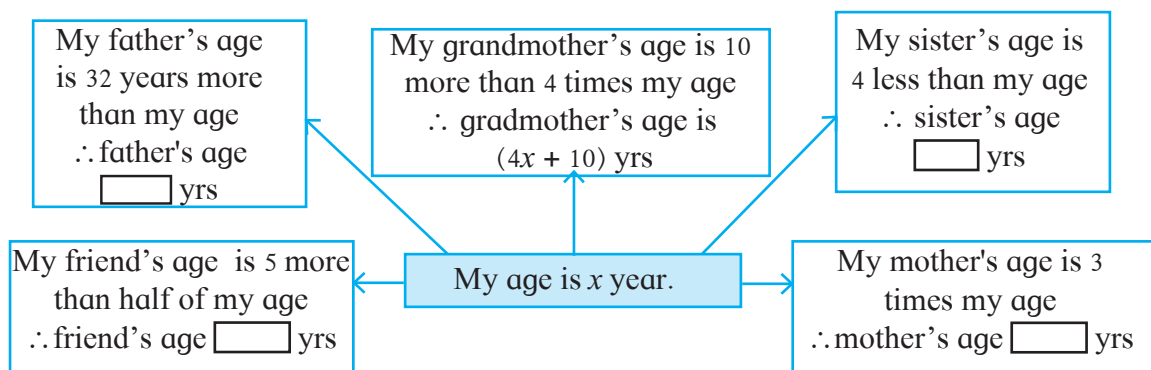 My father’s age
is 32 years more
than my age
∴ father's age
yrs
My grandmother’s age is 10
more than 4 times my age
∴ gradmother’s age is
(4x + 10) yrs
My sister’s age is
4 less than my age
∴ sister’s age
yrs
My friend’s age is 5 more
than half of my age
∴ friend’s age yrs
My age is x year.
My mother's age is 3
times my age
∴ mother’s age yrs